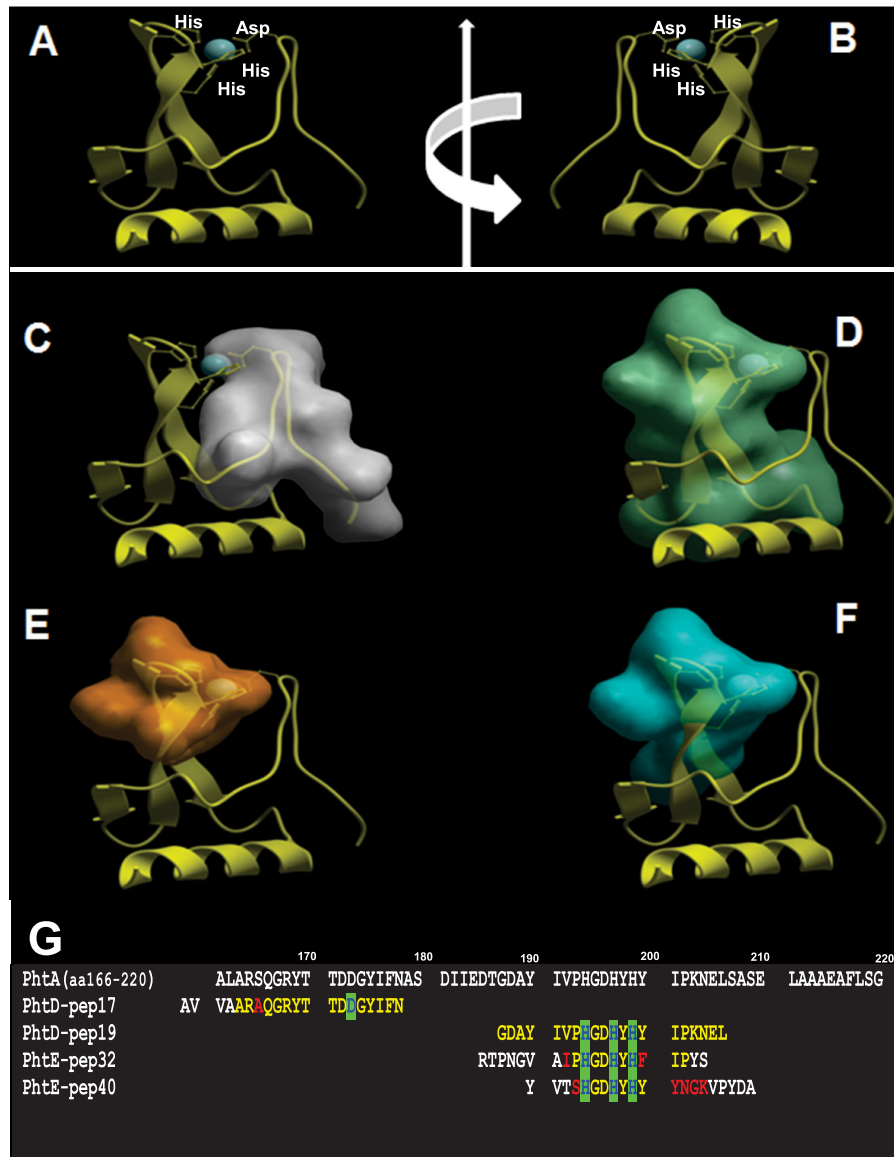 A
His
Asp
His
His
Asp
His
His
His
B
C
D
E
F
G
170 180 190 200 210 220
PhtA(aa166-220) ALARSQGRYT TDDGYIFNAS DIIEDTGDAY IVPHGDHYHY IPKNELSASE LAAAEAFLSG
PhtD-pep17 AV VAAARAQGRYT TDDGYIFN
PhtD-pep19 GDAY IVPHGDHYHY IPKNEL
PhtE-pep32 RTPNGV AIPHGDHYHF IPYS
PhtE-pep40 Y VTSHGDHYHY YNGKVPYDA